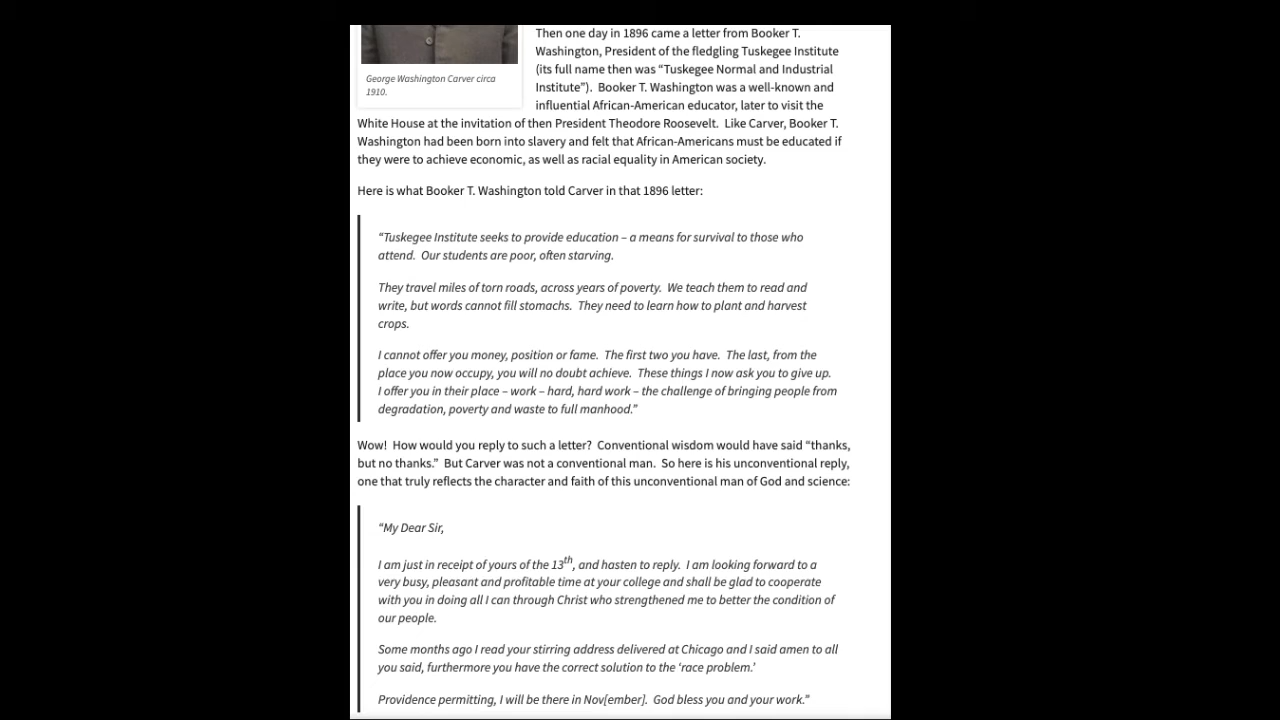 George Washington Carver circa
1910.
Then one day in 1896 came a letter from Booker T.
Washington, President of the fledgling Tuskegee Institute
(its full name then was “Tuskegee Normal and Industrial
Institute”).  Booker T. Washington was a well-known and
influential African-American educator, later to visit the
White House at the invitation of then President Theodore Roosevelt.  Like Carver, Booker T.
Washington had been born into slavery and felt that African-Americans must be educated if
they were to achieve economic, as well as racial equality in American society.
Here is what Booker T. Washington told Carver in that 1896 letter:
“Tuskegee Institute seeks to provide education – a means for survival to those who
attend.  Our students are poor, often starving.
They travel miles of torn roads, across years of poverty.  We teach them to read and
write, but words cannot fill stomachs.  They need to learn how to plant and harvest
crops.
I cannot offer you money, position or fame.  The first two you have.  The last, from the
place you now occupy, you will no doubt achieve.  These things I now ask you to give up.
I offer you in their place – work – hard, hard work – the challenge of bringing people from
degradation, poverty and waste to full manhood.”
Wow!  How would you reply to such a letter?  Conventional wisdom would have said “thanks,
but no thanks.”  But Carver was not a conventional man.  So here is his unconventional reply,
one that truly reflects the character and faith of this unconventional man of God and science:
“My Dear Sir,
I am just in receipt of yours of the 13th, and hasten to reply.  I am looking forward to a
very busy, pleasant and profitable time at your college and shall be glad to cooperate
with you in doing all I can through Christ who strengthened me to better the condition of
our people.
Some months ago I read your stirring address delivered at Chicago and I said amen to all
you said, furthermore you have the correct solution to the ‘race problem.’
Providence permitting, I will be there in Nov[ember].  God bless you and your work.”